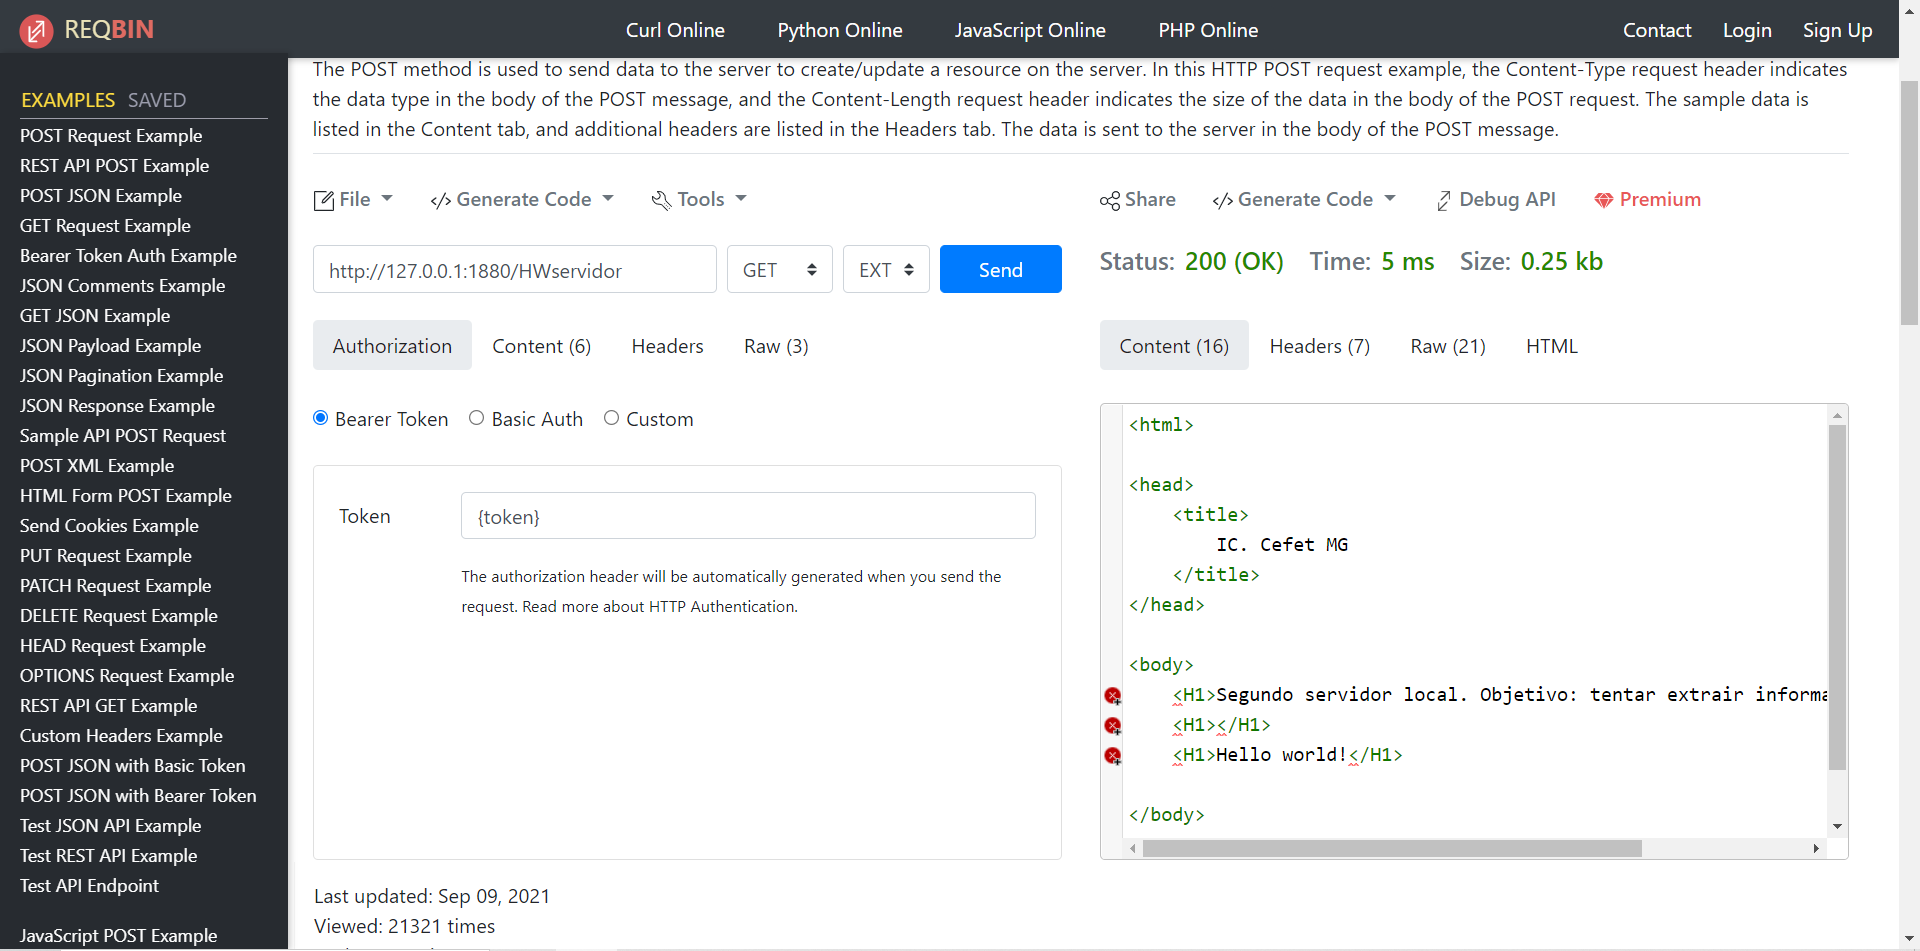 REQBIN
Curl Online
Python Online
JavaScript Online
PHP Online
Contact
Login
Sign Up
EXAMPLES SAVED
POST Request Example
REST API POST Example
POST JSON Example
GET Request Example
Bearer Token Auth Example
JSON Comments Example
GET JSON Example
JSON Payload Example
JSON Pagination Example
JSON Response Example
Sample API POST Request
POST XML Example
HTML Form POST Example
Send Cookies Example
PUT Request Example
PATCH Request Example
DELETE Request Example
HEAD Request Example
OPTIONS Request Example
REST API GET Example
Custom Headers Example
POST JSON with Basic Token
POST JSON with Bearer Token
Test JSON API Example
Test REST API Example
Test API Endpoint
JavaScript POST Example
The POST method is used to send data to the server to create/update a resource on the server. In this HTTP POST request example, the Content-Type request header indicates
the data type in the body of the POST message, and the Content-Length request header indicates the size of the data in the body of the POST request. The sample data is
listed in the Content tab, and additional headers are listed in the Headers tab. The data is sent to the server in the body of the POST message.
File
Generate Code
Tools
http://127.0.0.1:1880/HWservidor
GET
EXT
Send
Authorization
Content (6)
Headers
Raw (3)
Bearer Token
Basic Auth
Custom
Token
{token}
The authorization header will be automatically generated when you send the
request. Read more about HTTP Authentication.
Last updated: Sep 09, 2021
Viewed: 21321 times
Share
Generate Code
Debug API
Premium
Status: 200 (OK) Time: 5 ms Size: 0.25 kb
Content (16)
Headers (7)
Raw (21)
HTML
<html>
<head>
<title>
IC. Cefet MG
</title>
</head>
<body>
<H1>Segundo servidor local. Objetivo: tentar extrair informa
<H1></H1>
<H1>Hello world!</H1>
</body>